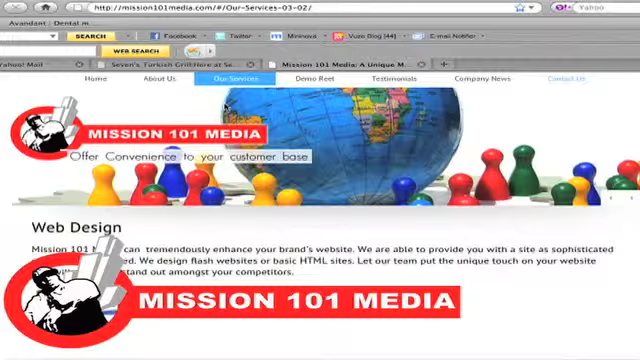 http://mission101media.com/#/Our-Services-03-02/
Yahoo
Avandant | Dental m...
SEARCH Facebook Twitter Mininova Vuze Blog [44] E-mail Notifier
WEB SEARCH
Yahoo! Mail Seven's Turkish Grill Here at Se... Mission 101 Media: A Unique M...
Home About Us Our Services Demo Reel Testimonials Company News Contact Us
MISSION 101 MEDIA
Offer Convenience to your customer base
Web Design
Mission 101 can tremendously enhance your brand's website. We are able to provide you with a site as sophisticated
We design flash websites or basic HTML sites. Let our team put the unique touch on your website
stand out amongst your competitors.
MISSION 101 MEDIA